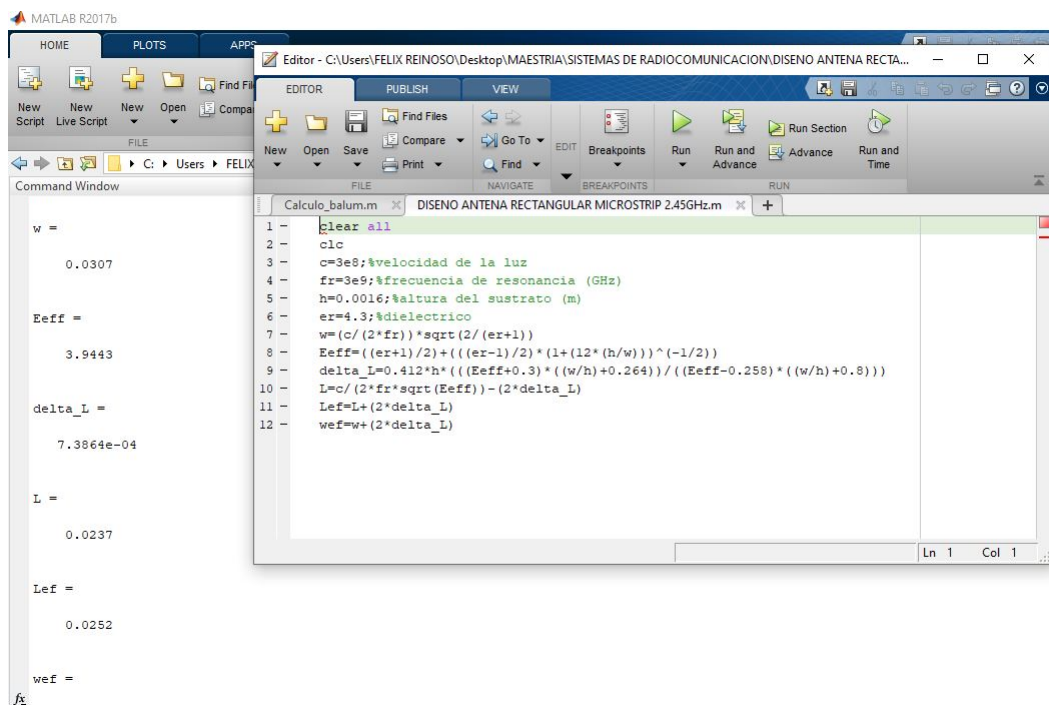 MATLAB R2017b
HOME PLOTS APPS
New Script
New Live Script
New
Open
Find Fil
Compa
FILE
C: Users FELIX
Command Window
w =
0.0307
Eeff =
3.9443
delta_L =
7.3864e-04
L =
0.0237
Lef =
0.0252
wef =
fx
Editor - C:\Users\FELIX REINOSO\Desktop\MAESTRIA\SISTEMAS DE RADIOCOMUNICACION\DISENO ANTENA RECTA...
EDITOR PUBLISH VIEW
New
Open
Save
Find Files
Compare
Print
Go To
Find
EDIT
Breakpoints
Run
Run and Advance
Run Section
Advance
Run and Time
FILE NAVIGATE BREAKPOINTS RUN
Calculo_balum.m DISENO ANTENA RECTANGULAR MICROSTRIP 2.45GHz.m +
1 - clear all
2 - clc
3 - c=3e8;%velocidad de la luz
4 - fr=3e9;%frecuencia de resonancia (GHz)
5 - h=0.0016;%altura del sustrato (m)
6 - er=4.3;%dielectrico
7 - w=(c/(2*fr))*sqrt(2/(er+1))
8 - Eeff=((er+1)/2)+(((er-1)/2)*(1+(12*(h/w)))^(-1/2))
9 - delta_L=0.412*h*(((Eeff+0.3)*((w/h)+0.264))/((Eeff-0.258)*((w/h)+0.8)))
10 - L=c/(2*fr*sqrt(Eeff))-(2*delta_L)
11 - Lef=L+(2*delta_L)
12 - wef=w+(2*delta_L)
Ln 1 Col 1